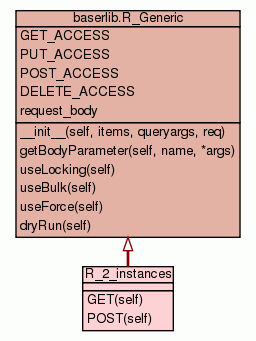 baserlib.R_Generic
GET_ACCESS
PUT_ACCESS
POST_ACCESS
DELETE_ACCESS
request_body
__init__(self, items, queryargs, req)
getBodyParameter(self, name, *args)
useLocking(self)
useBulk(self)
useForce(self)
dryRun(self)
R_2_instances
GET(self)
POST(self)